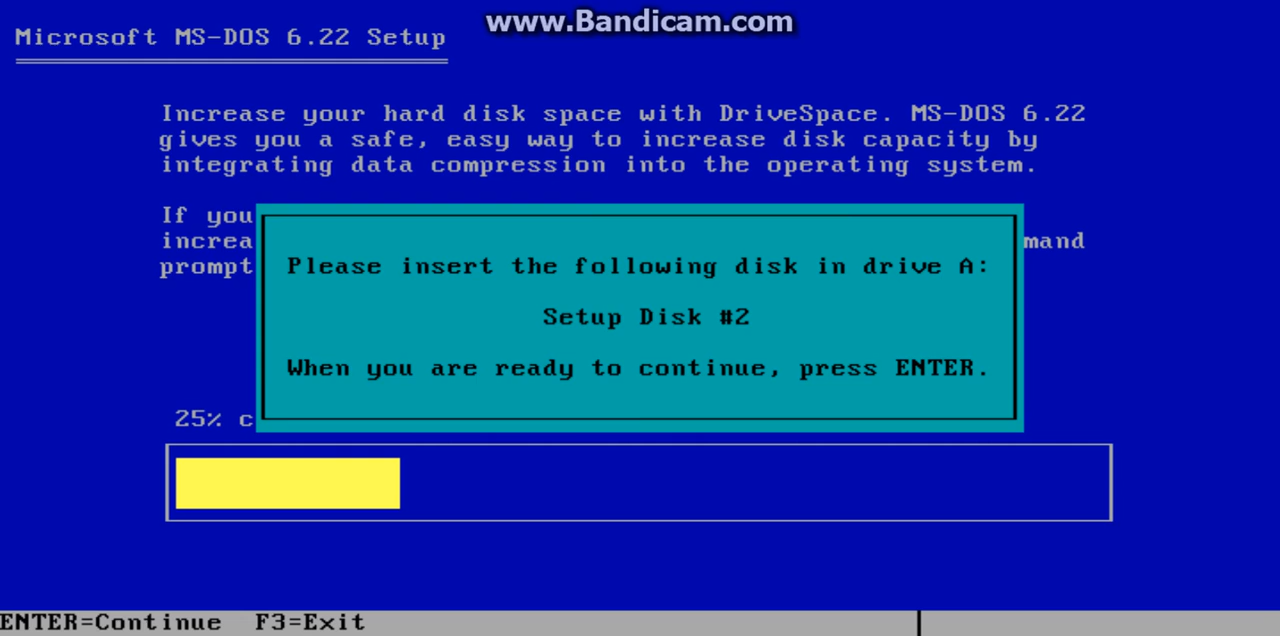 www.Bandicam.com
Microsoft MS-DOS 6.22 Setup
Increase your hard disk space with DriveSpace. MS-DOS 6.22
gives you a safe, easy way to increase disk capacity by
integrating data compression into the operating system.
If you
increa mand
prompt
Please insert the following disk in drive A:
Setup Disk #2
When you are ready to continue, press ENTER.
25% c
ENTER=Continue F3=Exit